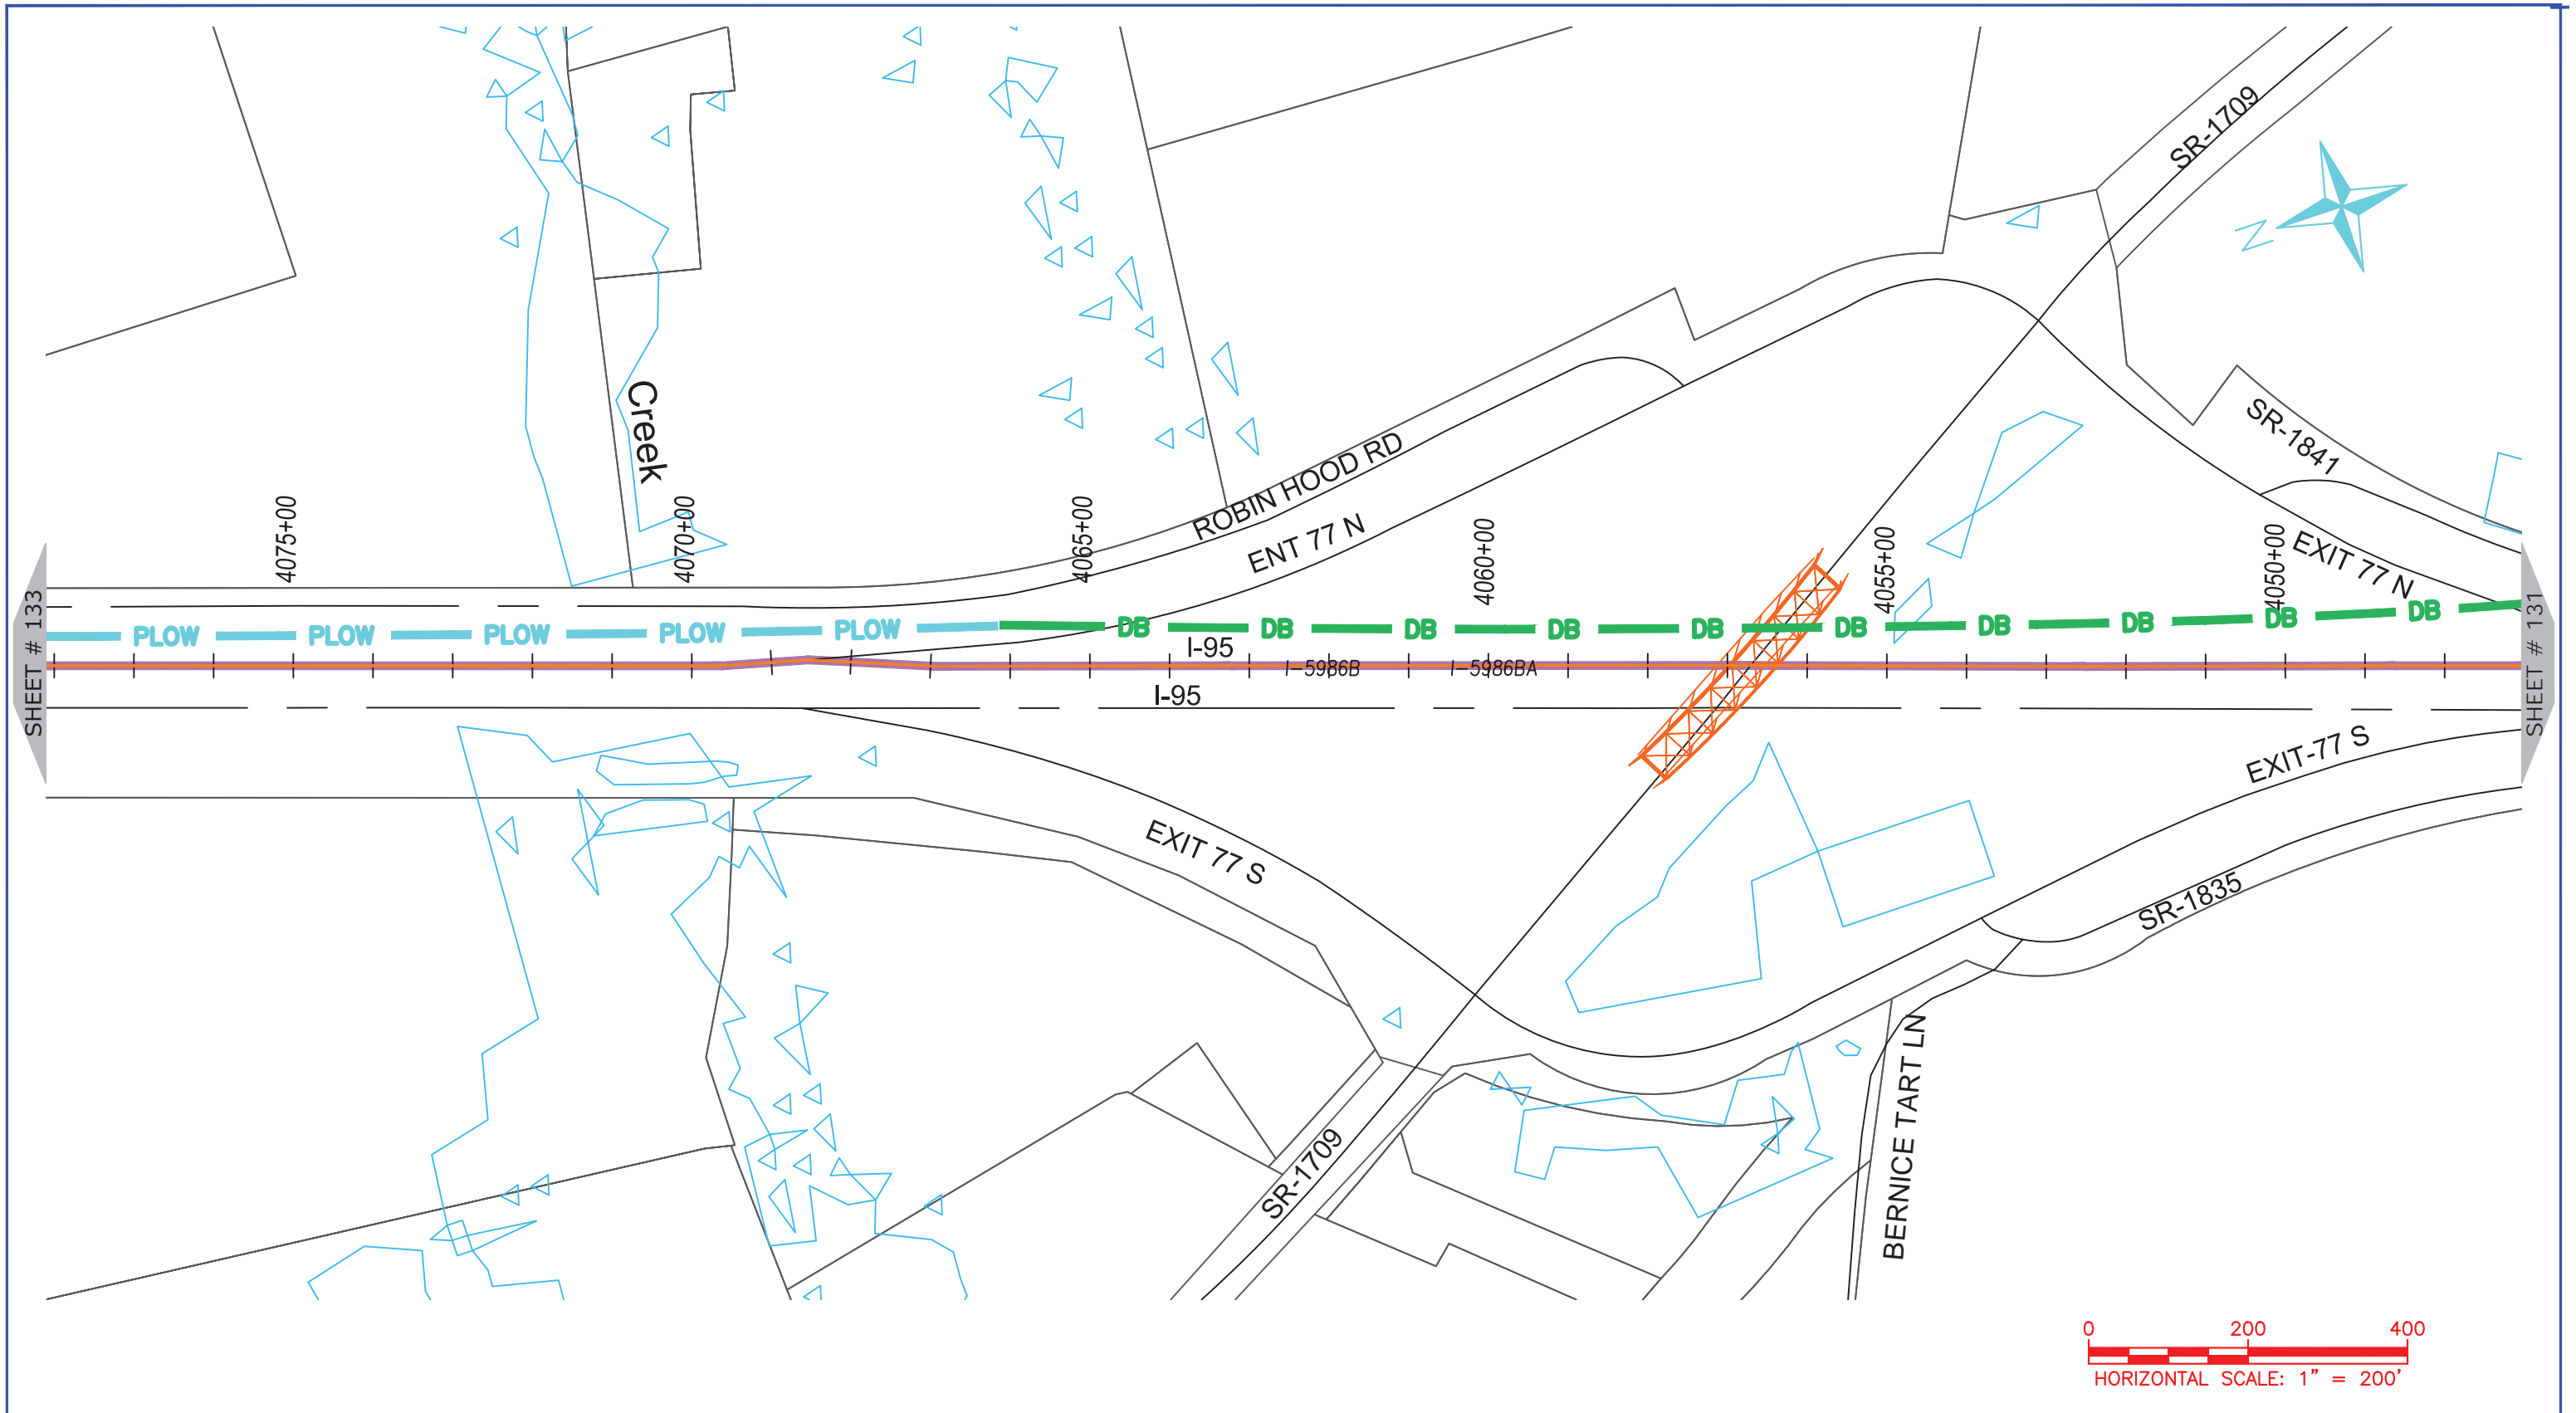 SR-1709
N
Creek
SR-1841
ROBIN HOOD RD
ENT 77 N
4075+00
4070+00
4065+00
4060+00
4055+00
4050+00
EXIT 77 N
SHEET # 133
PLOW PLOW PLOW PLOW PLOW DB DB DB DB DB DB DB DB DB DB
SHEET # 131
I-95
I-5986B
I-5986BA
I-95
EXIT-77 S
EXIT 77 S
SR-1835
BERNICE TART LN
SR-1709
0 200 400
HORIZONTAL SCALE: 1" = 200'